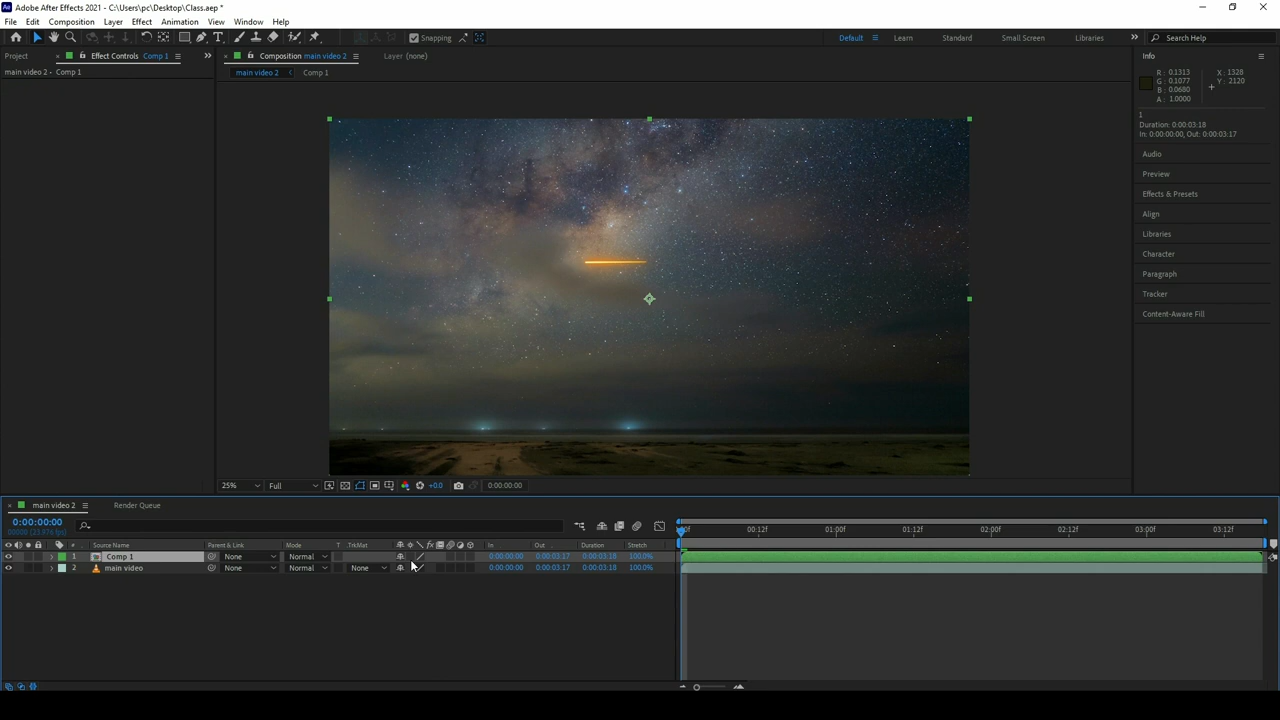 Adobe After Effects 2021 - C:\Users\pc\Desktop\Class.aep *
File Edit Composition Layer Effect Animation View Window Help
Snapping Default Learn Standard Small Screen Libraries Search Help
Project Effect Controls Comp 1 Composition main video 2 Layer (none) Info
main video 2 • Comp 1 main video 2 Comp 1
R: 0.1313 X: 1328
G: 0.1077 Y: 2120
B: 0.0680
A: 1.0000
1
Duration: 0:00:03:18
In: 0:00:00:00, Out: 0:00:03:17
Audio
Preview
Effects & Presets
Align
Libraries
Character
Paragraph
Tracker
Content-Aware Fill
25% Full +0.0 0:00:00:00
main video 2 Render Queue
0:00:00:00
00:12f 01:00f 01:12f 02:00f 02:12f 03:00f 03:12f
# Source Name Parent & Link Mode T .TrkMat fx In Out Duration Stretch
1 Comp 1 None Normal 0:00:00:00 0:00:03:17 0:00:03:18 100.0%
2 main video None Normal None 0:00:00:00 0:00:03:17 0:00:03:18 100.0%